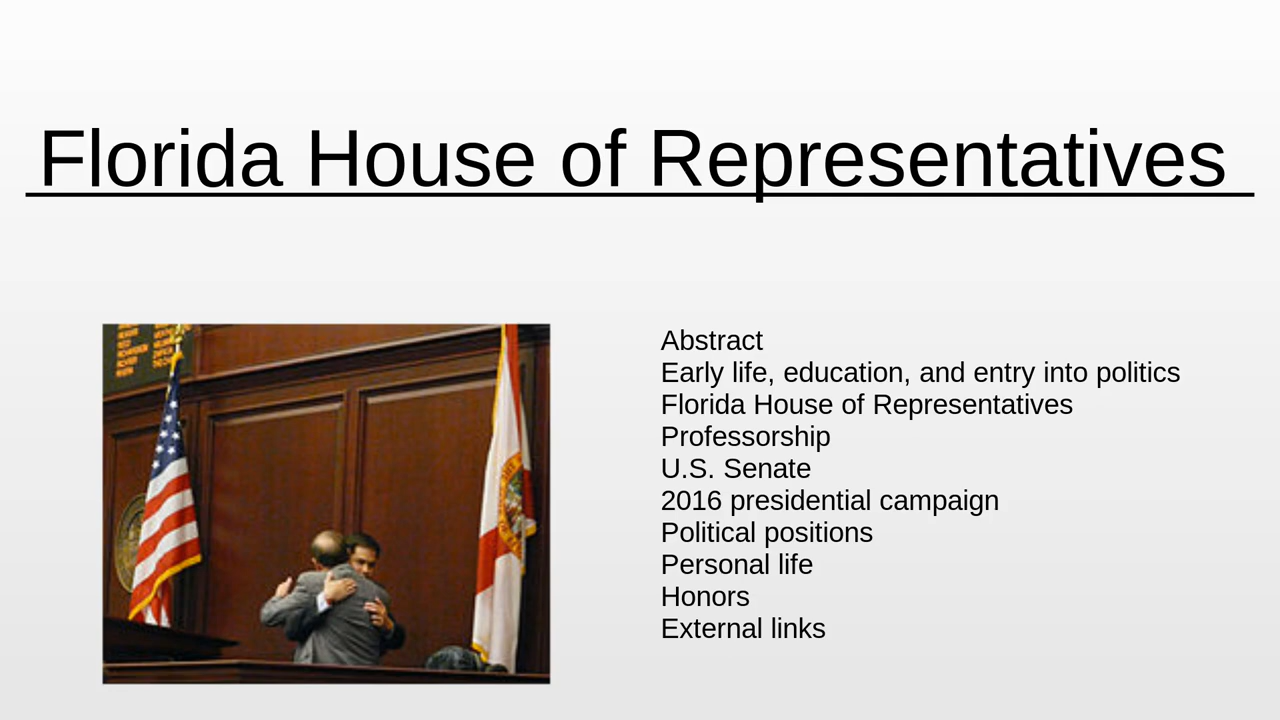 Florida House of Representatives
Abstract
Early life, education, and entry into politics
Florida House of Representatives
Professorship
U.S. Senate
2016 presidential campaign
Political positions
Personal life
Honors
External links